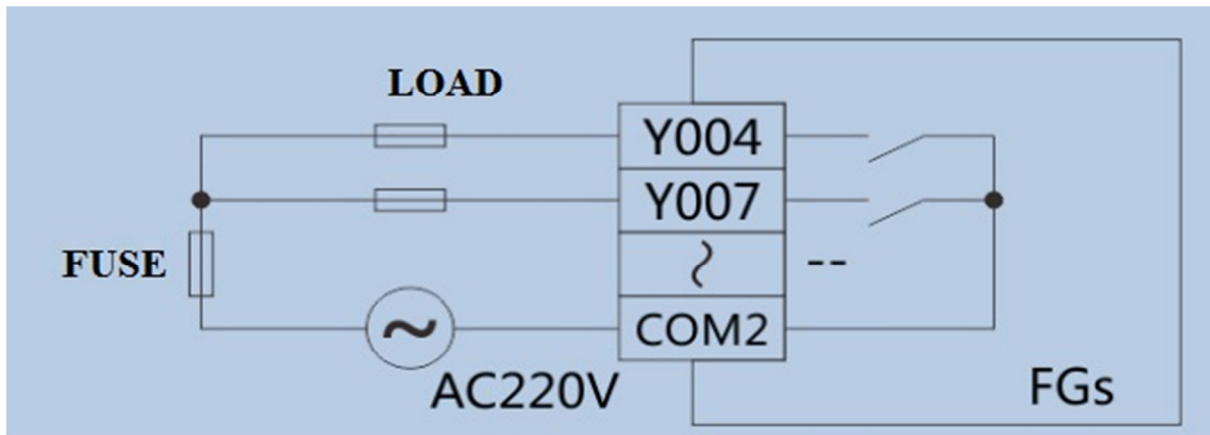 LOAD
Y004
Y007
~
--
FUSE
COM2
~
AC220V
FGs